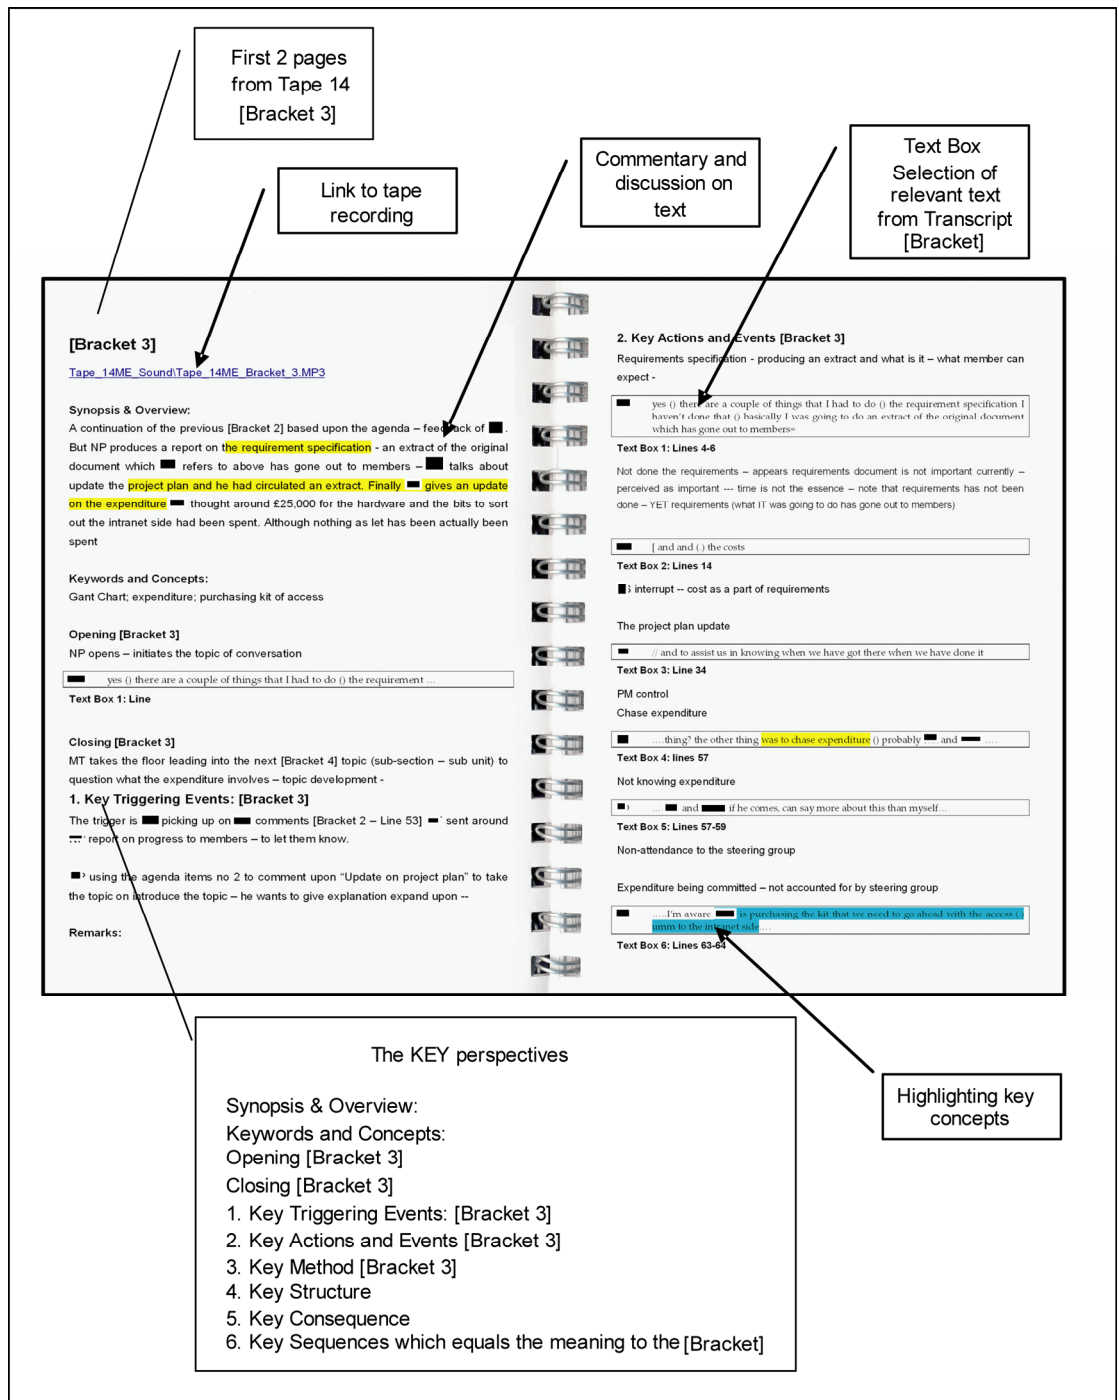 First 2 pages
from Tape 14
[Bracket 3]
Link to tape
recording
Commentary and
discussion on
text
Text Box
Selection of
relevant text
from Transcript
[Bracket]
[Bracket 3]
Tape_14ME_Sound\Tape_14ME_Bracket_3.MP3
Synopsis & Overview:
A continuation of the previous [Bracket 2] based upon the agenda – feedback of .
But NP produces a report on the requirement specification - an extract of the original
document which refers to above has gone out to members – talks about
update the project plan and he had circulated an extract. Finally gives an update
on the expenditure thought around £25,000 for the hardware and the bits to sort
out the intranet side had been spent. Although nothing as let has been actually been
spent
Keywords and Concepts:
Gant Chart; expenditure; purchasing kit of access
Opening [Bracket 3]
NP opens – initiates the topic of conversation
yes () there are a couple of things that I had to do () the requirement ...
Text Box 1: Line
Closing [Bracket 3]
MT takes the floor leading into the next [Bracket 4] topic (sub-section – sub unit) to
question what the expenditure involves – topic development -
1. Key Triggering Events: [Bracket 3]
The trigger is picking up on comments [Bracket 2 – Line 53] sent around
report on progress to members – to let them know.
using the agenda items no 2 to comment upon “Update on project plan” to take
the topic on introduce the topic – he wants to give explanation expand upon --
Remarks:
2. Key Actions and Events [Bracket 3]
Requirements specification - producing an extract and what is it – what member can
expect -
yes () there are a couple of things that I had to do () the requirement specification I
haven't done that () basically I was going to do an extract of the original document
which has gone out to members=
Text Box 1: Lines 4-6
Not done the requirements – appears requirements document is not important currently –
perceived as important --- time is not the essence – note that requirements has not been
done – YET requirements (what IT was going to do has gone out to members)
[ and and (.) the costs
Text Box 2: Lines 14
S interrupt -- cost as a part of requirements
The project plan update
// and to assist us in knowing when we have got there when we have done it
Text Box 3: Line 34
PM control
Chase expenditure
....thing? the other thing was to chase expenditure () probably and ....
Text Box 4: lines 57
Not knowing expenditure
.... and if he comes, can say more about this than myself...
Text Box 5: Lines 57-59
Non-attendance to the steering group
Expenditure being committed – not accounted for by steering group
.....I'm aware is purchasing the kit that we need to go ahead with the access (.)
umm to the intranet side....
Text Box 6: Lines 63-64
The KEY perspectives
Synopsis & Overview:
Keywords and Concepts:
Opening [Bracket 3]
Closing [Bracket 3]
1. Key Triggering Events: [Bracket 3]
2. Key Actions and Events [Bracket 3]
3. Key Method [Bracket 3]
4. Key Structure
5. Key Consequence
6. Key Sequences which equals the meaning to the [Bracket]
Highlighting key
concepts